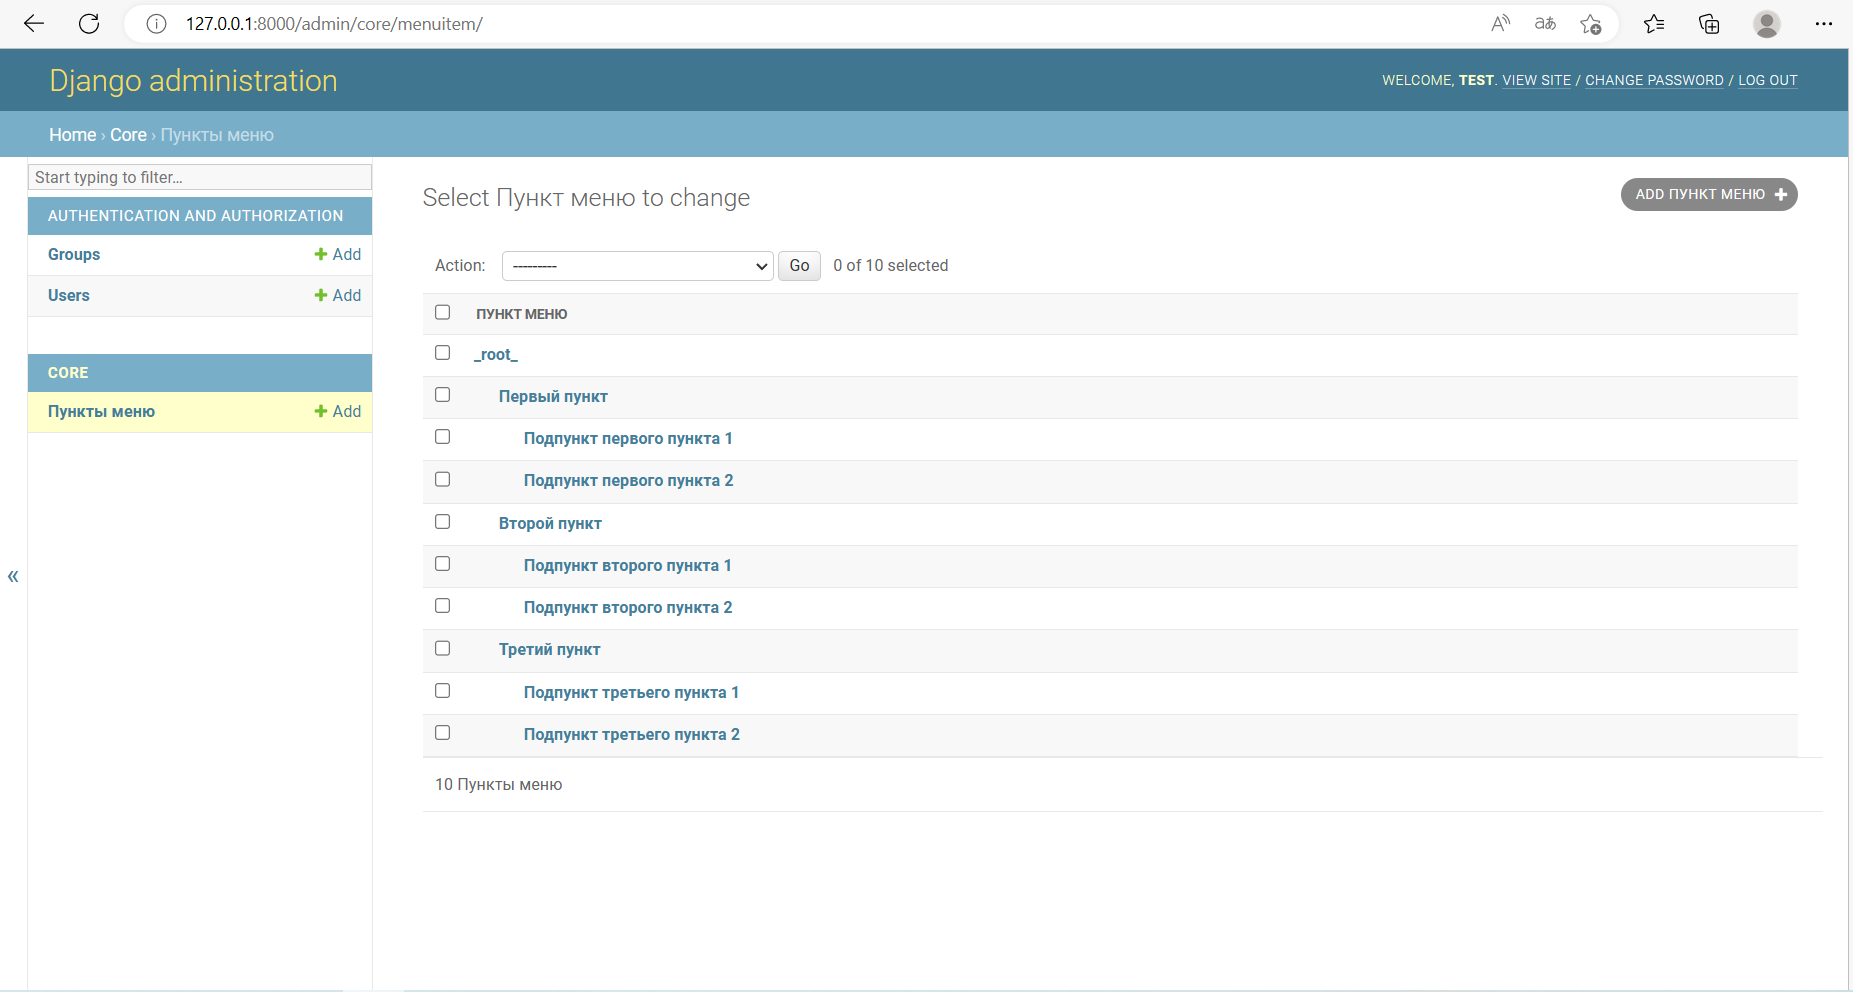 127.0.0.1:8000/admin/core/menuitem/
Django administration
WELCOME, TEST. VIEW SITE / CHANGE PASSWORD / LOG OUT
Home › Core › Пункты меню
Start typing to filter...
AUTHENTICATION AND AUTHORIZATION
Groups + Add
Users + Add
CORE
Пункты меню + Add
«
Select Пункт меню to change
ADD ПУНКТ МЕНЮ +
Action: --------- Go 0 of 10 selected
ПУНКТ МЕНЮ
_root_
Первый пункт
Подпункт первого пункта 1
Подпункт первого пункта 2
Второй пункт
Подпункт второго пункта 1
Подпункт второго пункта 2
Третий пункт
Подпункт третьего пункта 1
Подпункт третьего пункта 2
10 Пункты меню